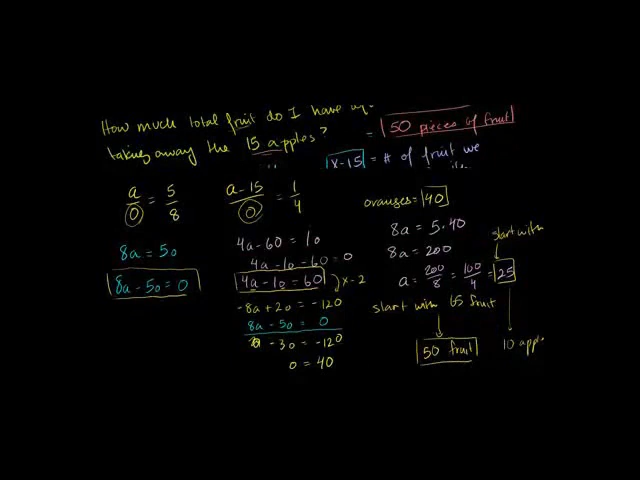 How much total fruit do I have
taking away the 15 apples?
= 50 pieces of fruit
x-15 = # of fruit we
a/o = 5/8
8a = 5o
8a - 5o = 0
a-15/o = 1/4
4a - 60 = 1o
4a - 1o - 60 = 0
4a - 1o = 60
x -2
-8a + 2o = -120
8a - 5o = 0
- 3o = -120
o = 40
oranges = 40
8a = 5·40
8a = 200
a = 200/8 = 100/4 = 25
start with
start with 65 fruit
50 fruit
10 apple